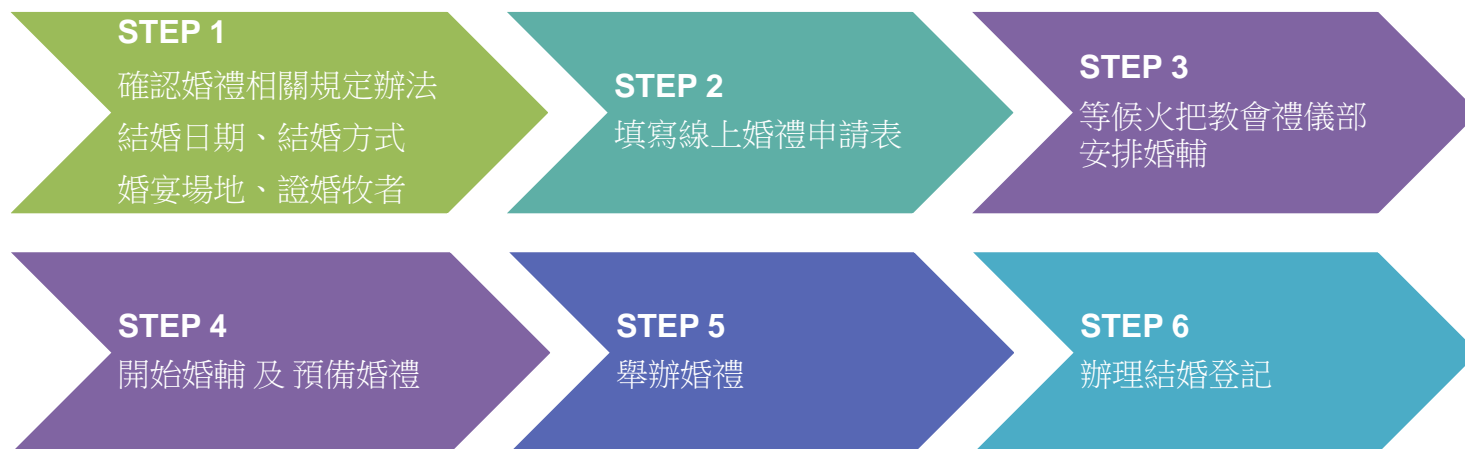 STEP 1
確認婚禮相關規定辦法
結婚日期、結婚方式
婚宴場地、證婚牧者
STEP 2
填寫線上婚禮申請表
STEP 3
等候火把教會禮儀部
安排婚輔
STEP 4
開始婚輔 及 預備婚禮
STEP 5
舉辦婚禮
STEP 6
辦理結婚登記